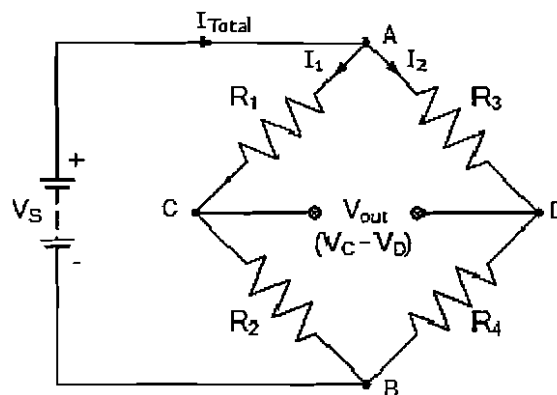 I_Total
A
I₁ I₂
R₁ R₃
+
V_S
C V_out D
(V_C - V_D)
-
R₂ R₄
B